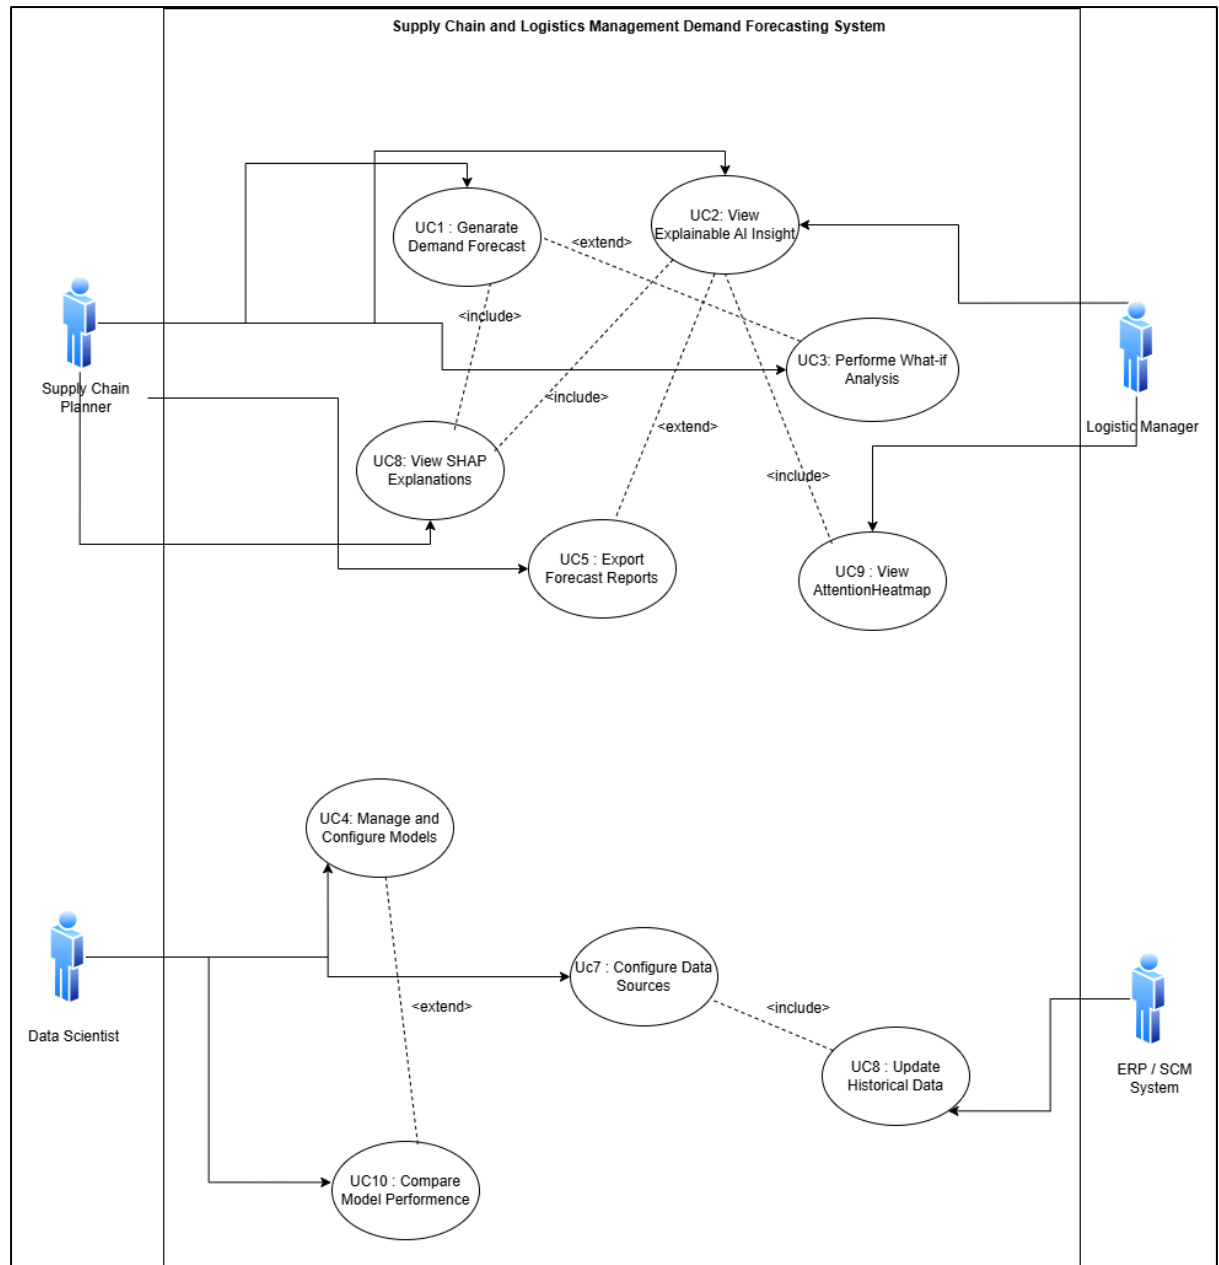 Supply Chain and Logistics Management Demand Forecasting System
UC1 : Genarate
Demand Forecast
UC2: View
Explainable AI Insight
<extend>
<include>
UC3: Performe What-if
Analysis
Supply Chain
Planner
<include>
<extend>
Logistic Manager
UC8: View SHAP
Explanations
<include>
UC5 : Export
Forecast Reports
UC9 : View
AttentionHeatmap
UC4: Manage and
Configure Models
Uc7 : Configure Data
Sources
<extend>
<include>
Data Scientist
UC8 : Update
Historical Data
ERP / SCM
System
UC10 : Compare
Model Performence